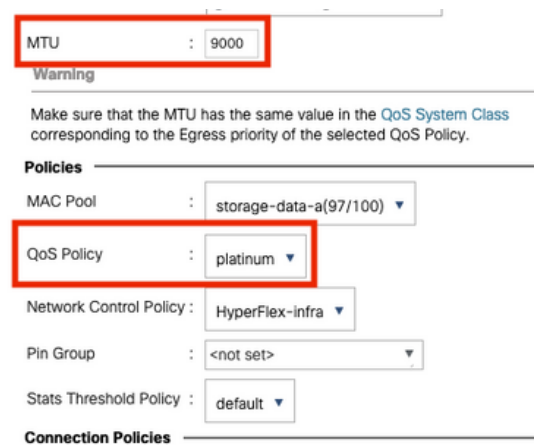 MTU : 9000
Warning
Make sure that the MTU has the same value in the QoS System Class
corresponding to the Egress priority of the selected QoS Policy.
Policies
MAC Pool : storage-data-a(97/100)
QoS Policy : platinum
Network Control Policy : HyperFlex-infra
Pin Group : <not set>
Stats Threshold Policy : default
Connection Policies